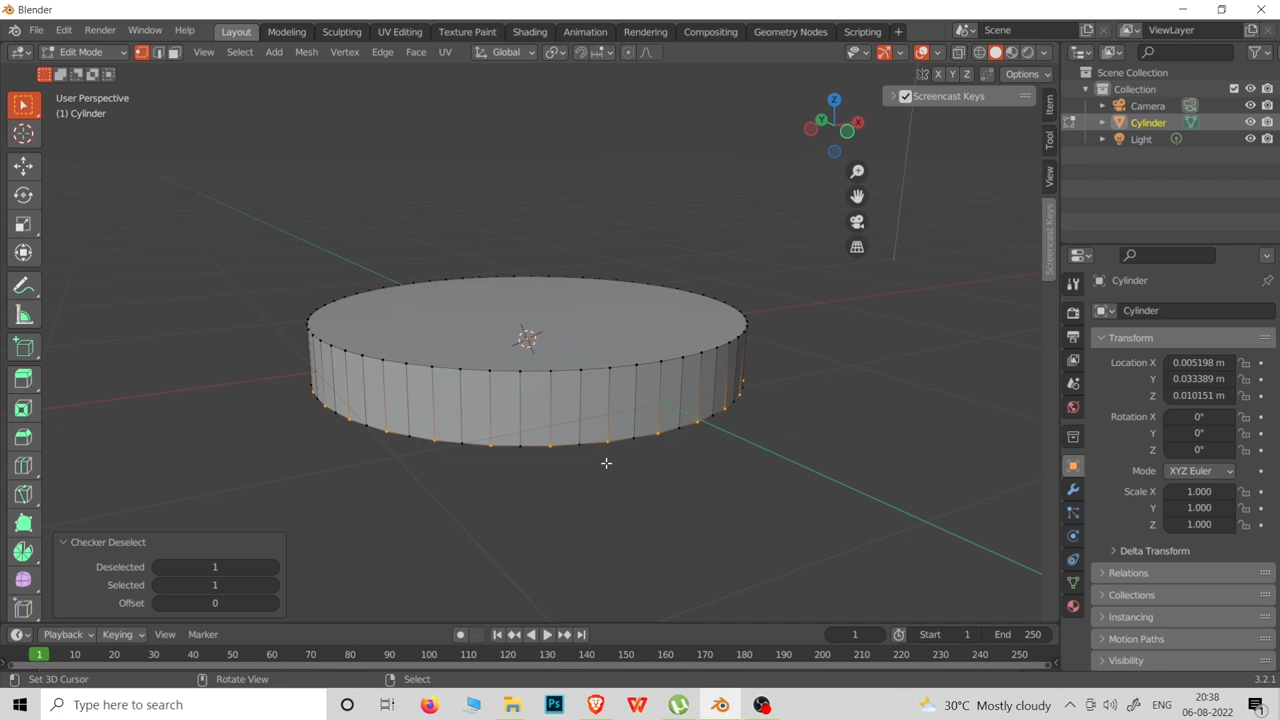 Blender
File Edit Render Window Help
Layout Modeling Sculpting UV Editing Texture Paint Shading Animation Rendering Compositing Geometry Nodes Scripting
Scene
ViewLayer
Edit Mode
View Select Add Mesh Vertex Edge Face UV
Global
X Y Z
Options
User Perspective
(1) Cylinder
Screencast Keys
Z
Y
X
Item
Tool
View
Screencast Keys
Scene Collection
Collection
Camera
Cylinder
Light
Cylinder
Cylinder
Transform
Location X 0.005198 m
Y 0.033389 m
Z 0.010151 m
Rotation X 0°
Y 0°
Z 0°
Mode XYZ Euler
Scale X 1.000
Y 1.000
Z 1.000
Delta Transform
Relations
Collections
Instancing
Motion Paths
Visibility
Checker Deselect
Deselected 1
Selected 1
Offset 0
Playback Keying View Marker
1
Start 1
End 250
1 10 20 30 40 50 60 70 80 90 100 110 120 130 140 150 160 170 180 190 200 210 220 230 240 250
Set 3D Cursor
Rotate View
Select
3.2.1
Type here to search
Ps
W
30°C Mostly cloudy
ENG
20:38
06-08-2022
1